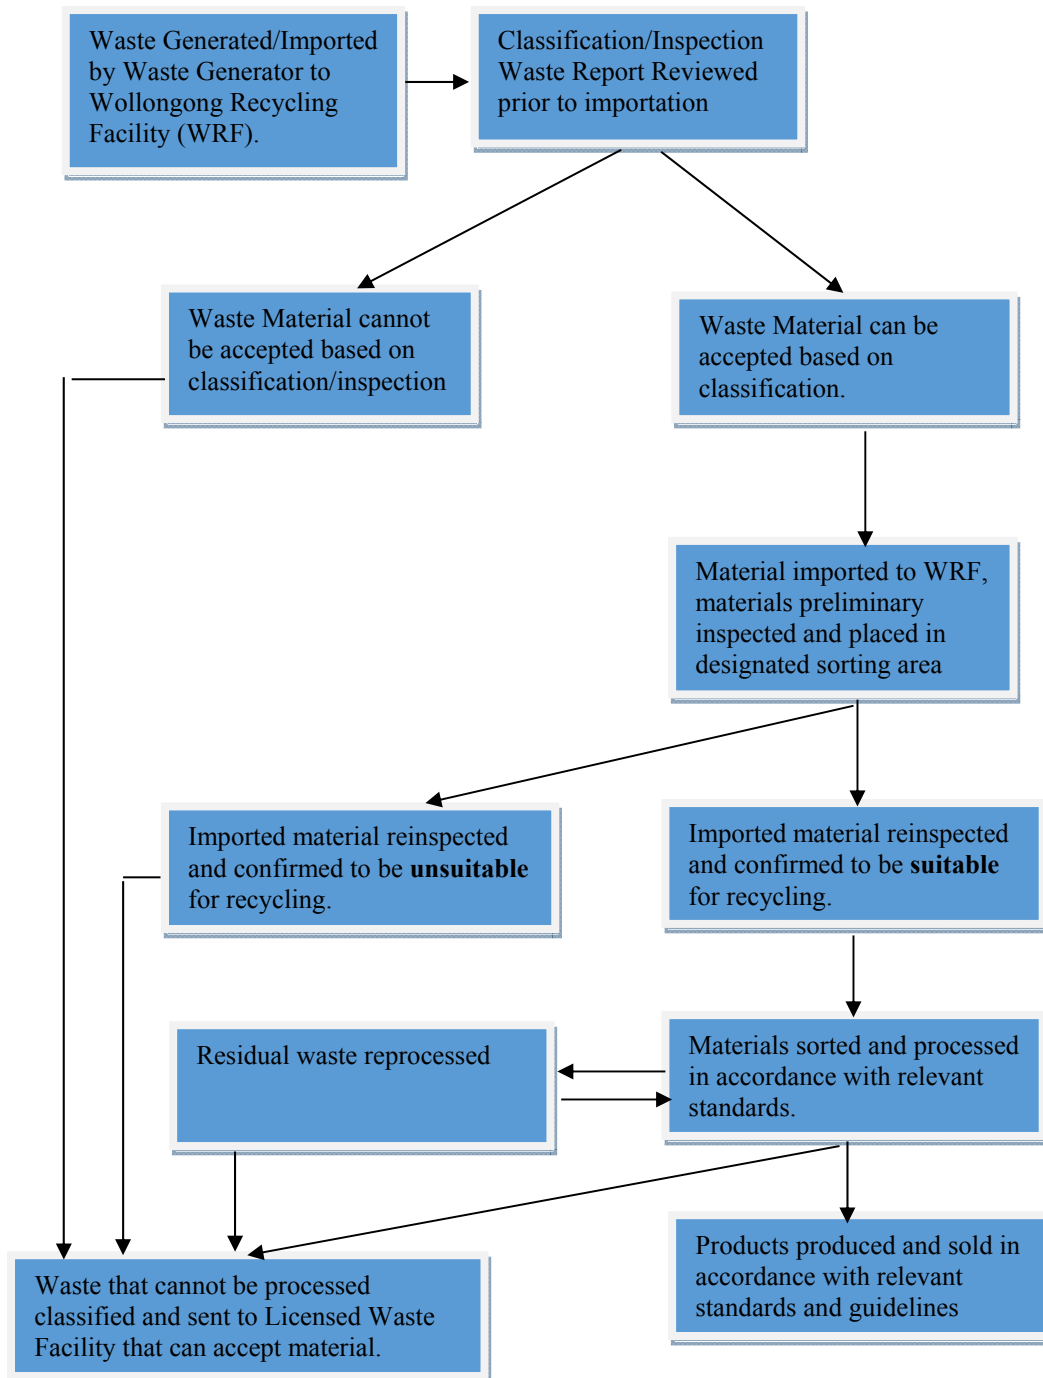 Waste Generated/Imported
by Waste Generator to
Wollongong Recycling
Facility (WRF).
Classification/Inspection
Waste Report Reviewed
prior to importation
Waste Material cannot
be accepted based on
classification/inspection
Waste Material can be
accepted based on
classification.
Material imported to WRF,
materials preliminary
inspected and placed in
designated sorting area
Imported material reinspected
and confirmed to be unsuitable
for recycling.
Imported material reinspected
and confirmed to be suitable
for recycling.
Residual waste reprocessed
Materials sorted and processed
in accordance with relevant
standards.
Waste that cannot be processed
classified and sent to Licensed Waste
Facility that can accept material.
Products produced and sold in
accordance with relevant
standards and guidelines